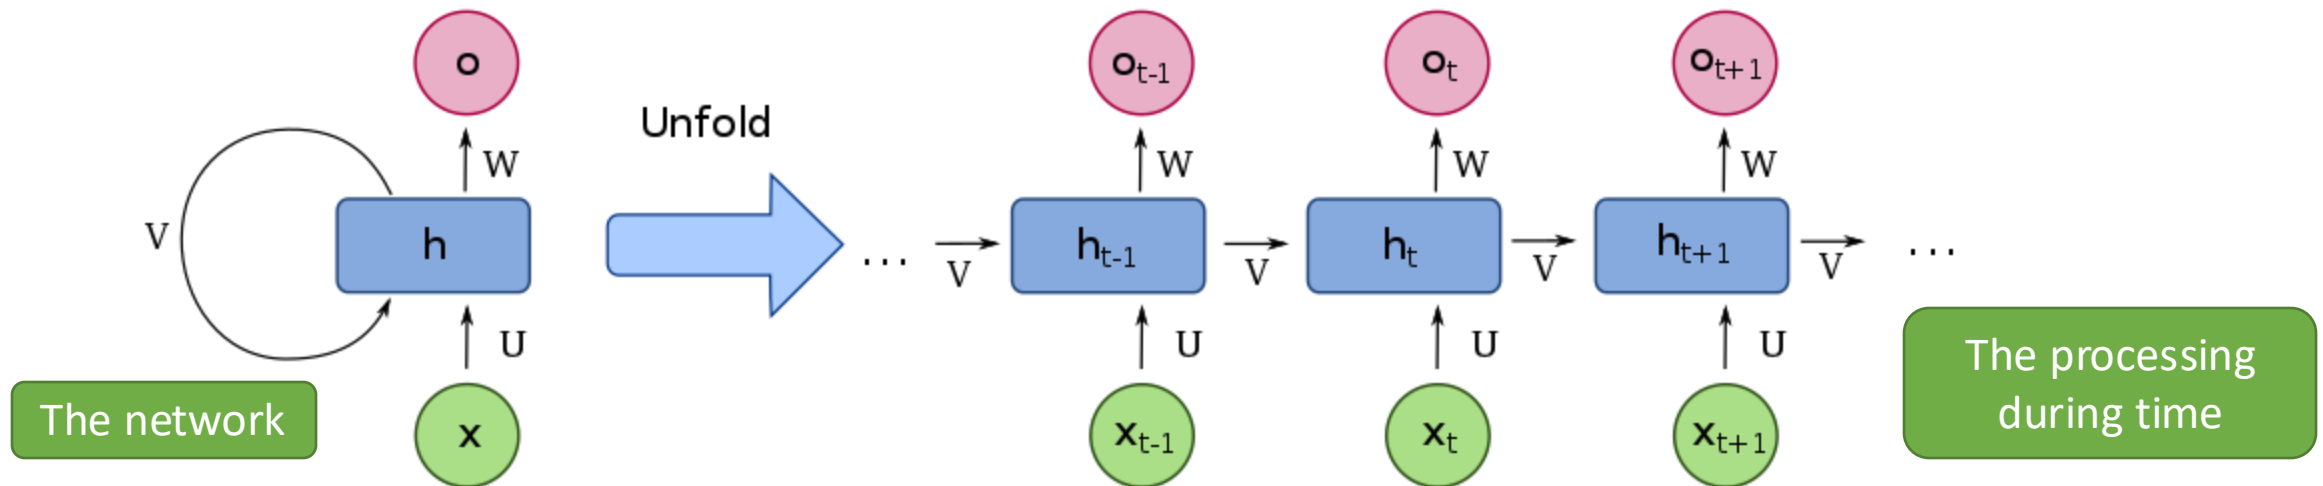 o
W
V
h
U
x
The network
Unfold
o t-1
o t
o t+1
W
W
W
...
V
h t-1
V
h t
V
h t+1
V
...
U
U
U
x t-1
x t
x t+1
The processing
during time